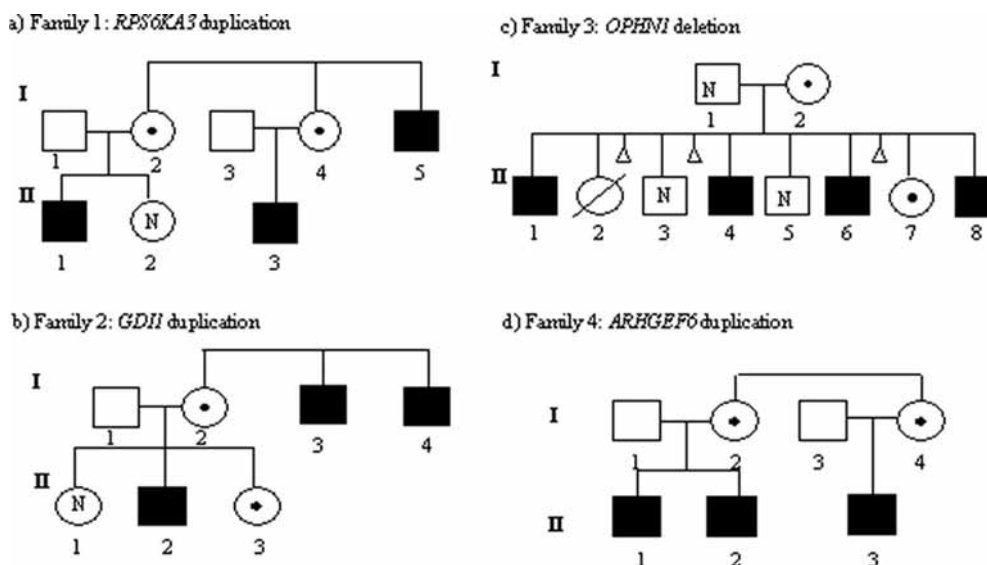 a) Family 1: RPS6KA3 duplication
I
1 2 3 4 5
II
N
1 2 3
b) Family 2: GDI1 duplication
I
1 2 3 4
II
N
1 2 3
c) Family 3: OPHN1 deletion
I
N
1 2
II
N N
1 2 3 4 5 6 7 8
d) Family 4: ARHGEF6 duplication
I
1 2 3 4
II
1 2 3